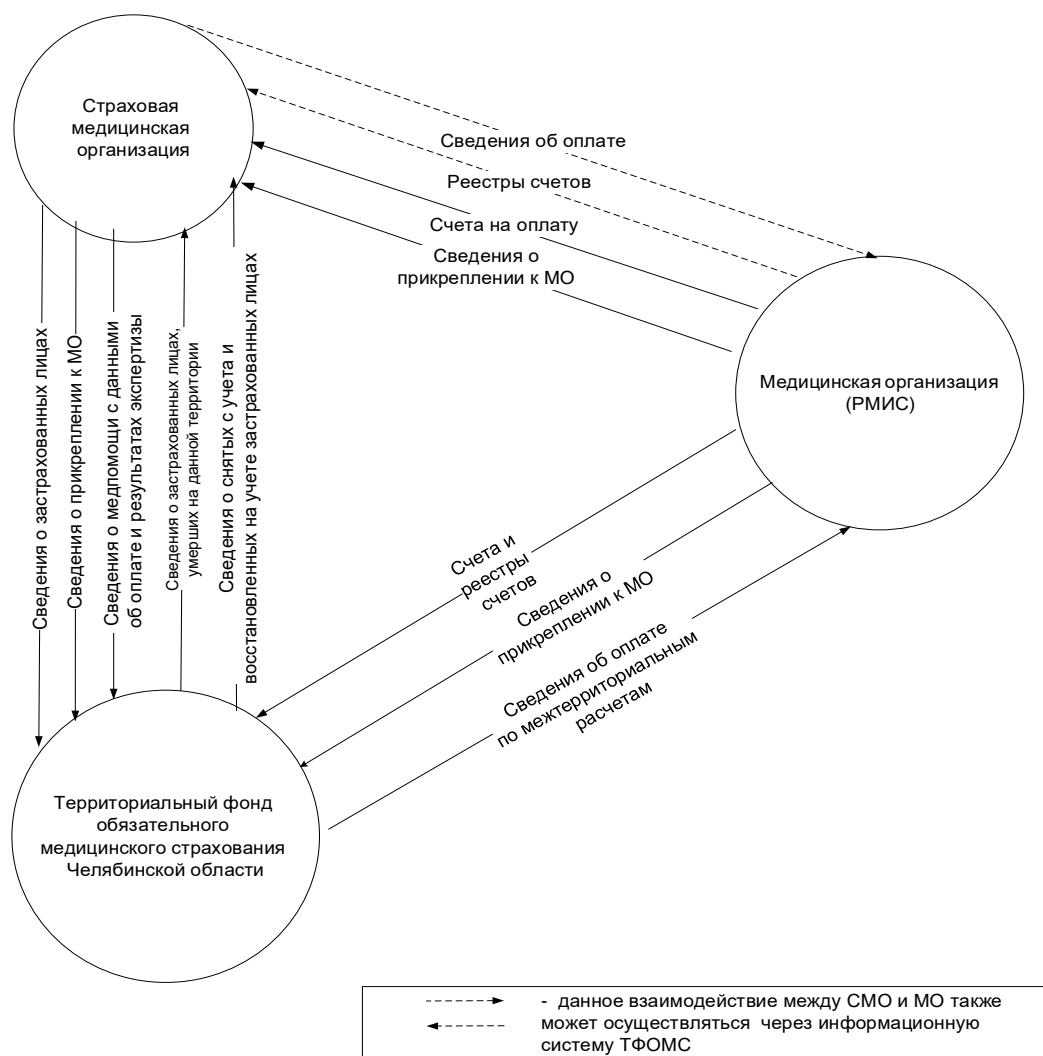 Страховая
медицинская
организация
Сведения об оплате
Реестры счетов
Счета на оплату
Сведения о
прикреплении к МО
Медицинская организация
(РМИС)
Сведения о застрахованных лицах
Сведения о прикреплении к МО
Сведения о медпомощи с данными
об оплате и результатах экспертизы
Сведения о застрахованных лицах,
умерших на данной территории
Сведения о снятых с учета и
восстановленных на учете застрахованных лицах
Счета и
реестры
счетов
Сведения о
прикреплении к МО
Сведения об оплате
по межтерриториальным
расчетам
Территориальный фонд
обязательного
медицинского страхования
Челябинской области
- данное взаимодействие между СМО и МО также
может осуществляться через информационную
систему ТФОМС